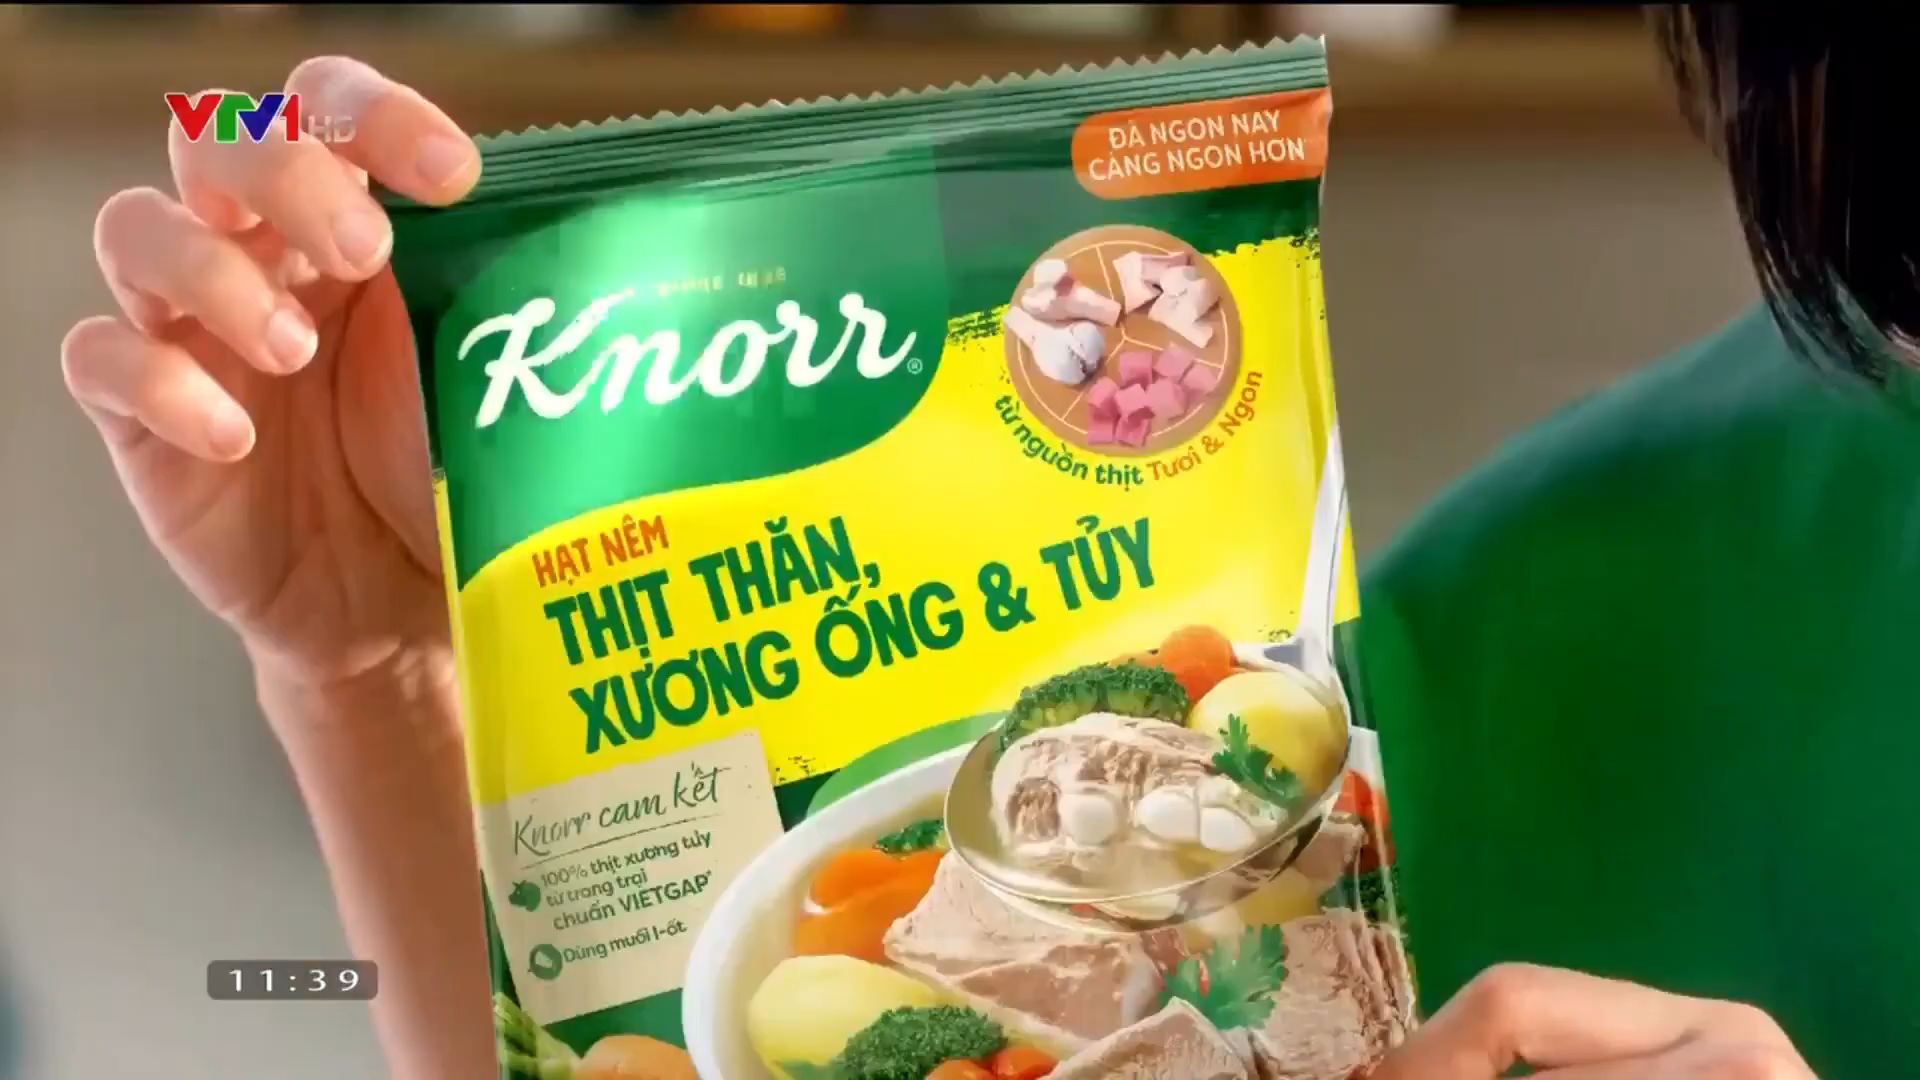 VTV1 HD
ĐÃ NGON NAY
CÀNG NGON HƠN
SINCE 1838
Knorr®
từ nguồn thịt Tươi & Ngon
HẠT NÊM
THỊT THĂN,
XƯƠNG ỐNG & TỦY
Knorr cam kết
100% thịt xương tủy
từ trang trại
chuẩn VIETGAP*
Dùng muối I-ốt
11:39